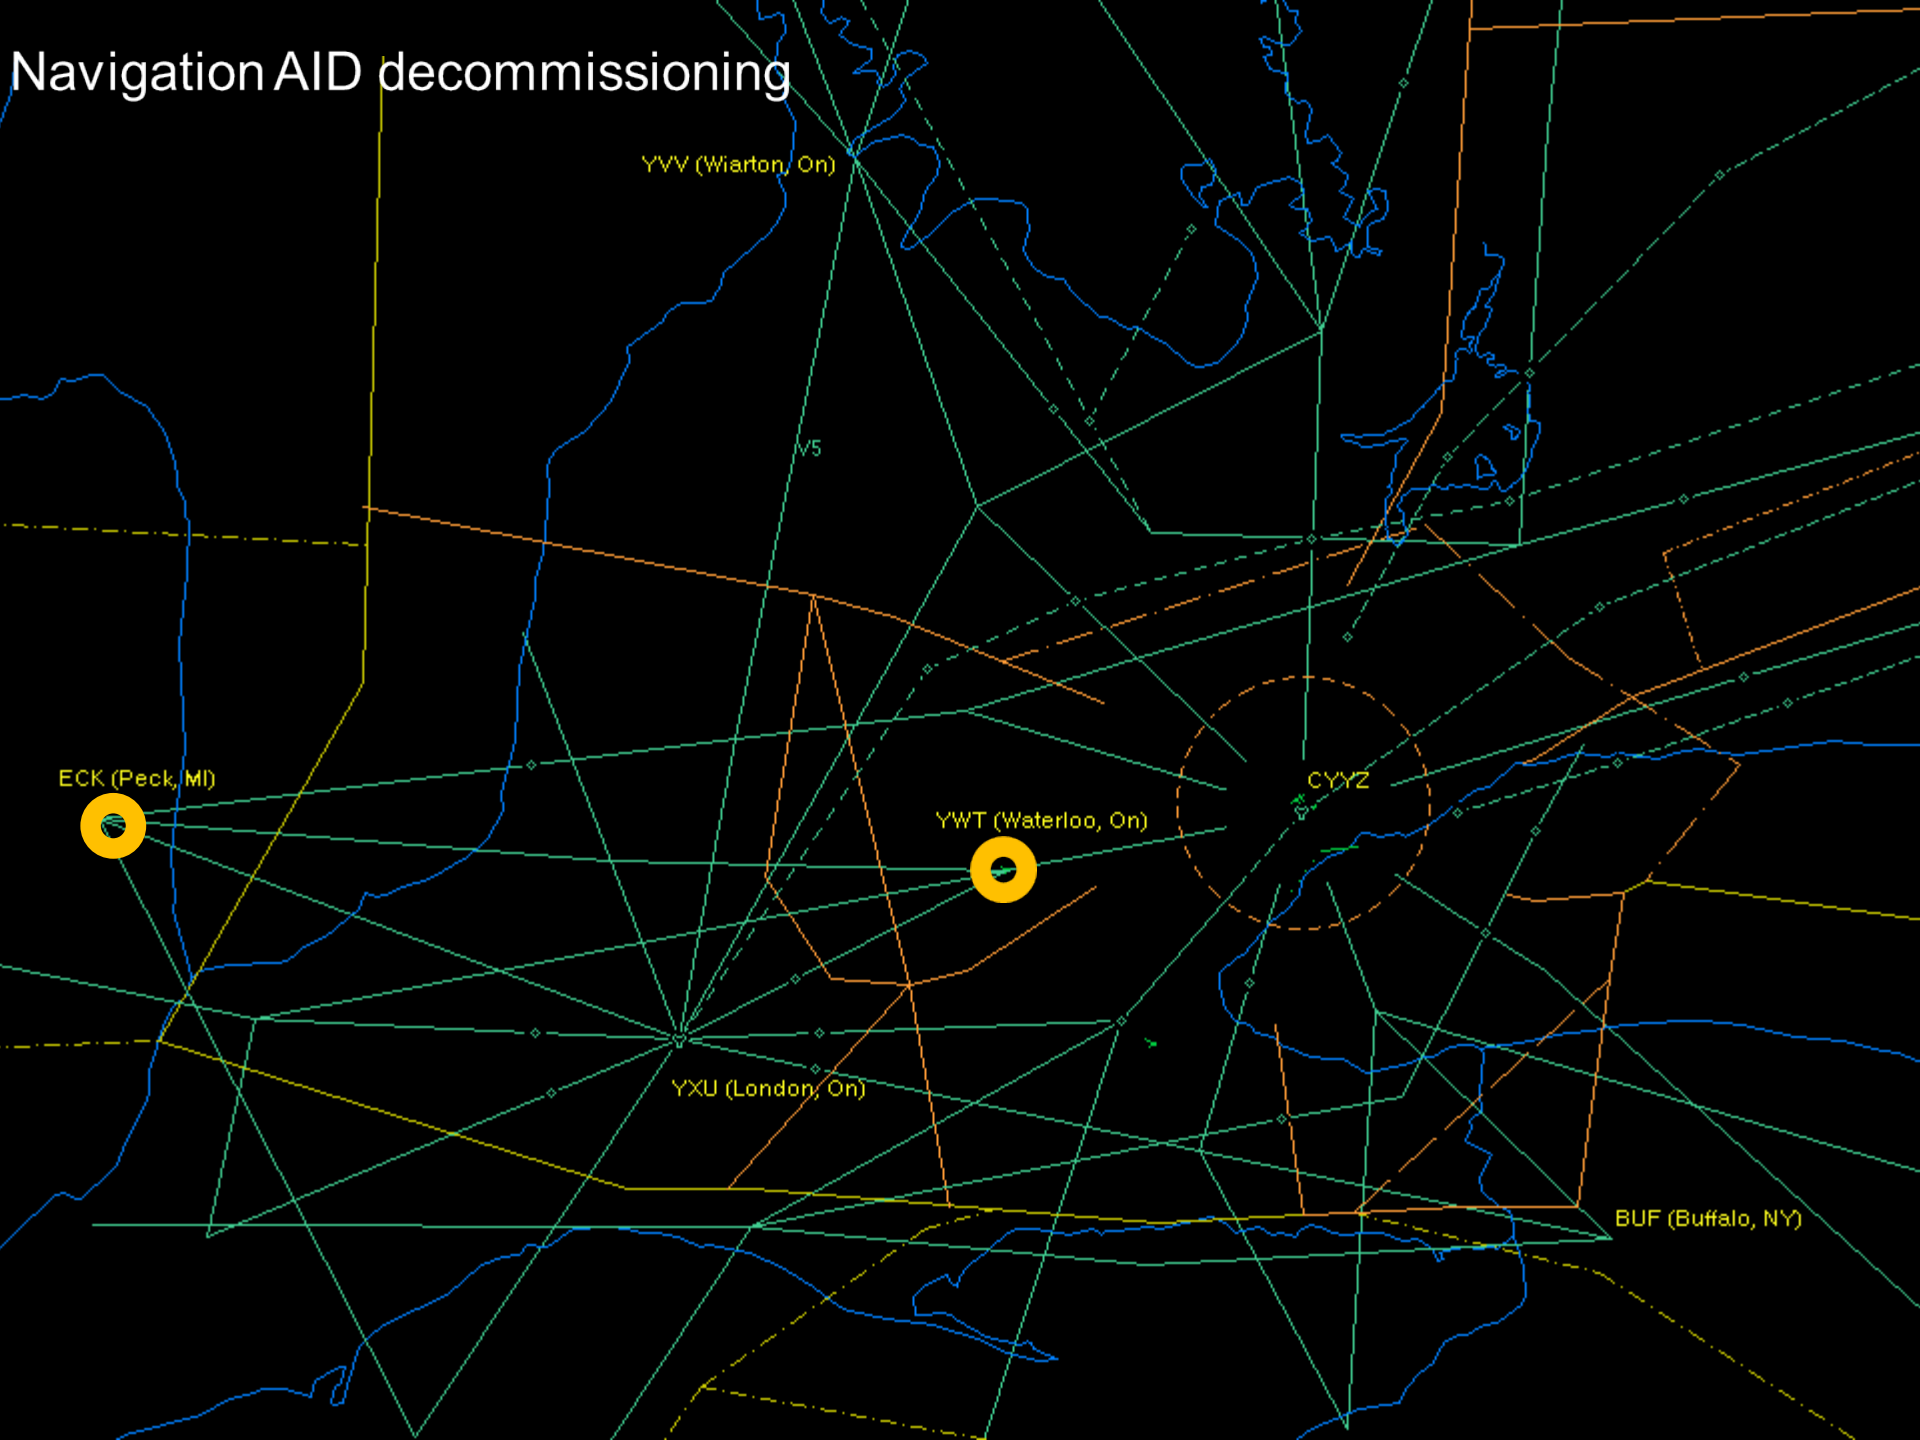 Navigation AID decommissioning
YVV (Wiarton, On)
V5
ECK (Peck, MI)
CYYZ
YWT (Waterloo, On)
YXU (London, On)
BUF (Buffalo, NY)